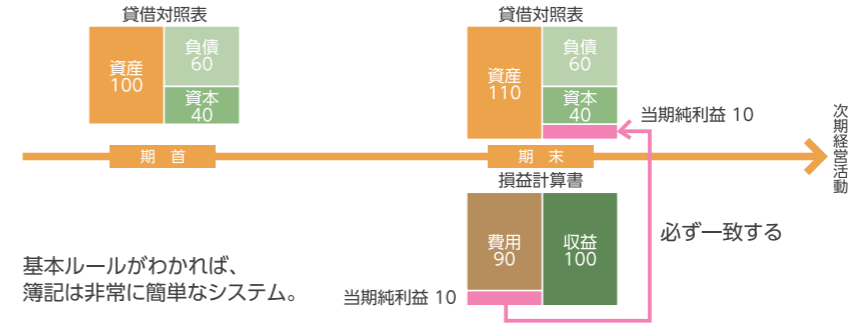 貸借対照表
資産
100
負債
60
資本
40
貸借対照表
資産
110
負債
60
資本
40
当期純利益 10
期 首
期 末
次期経営活動
損益計算書
費用
90
収益
100
当期純利益 10
必ず一致する
基本ルールがわかれば、
簿記は非常に簡単なシステム。